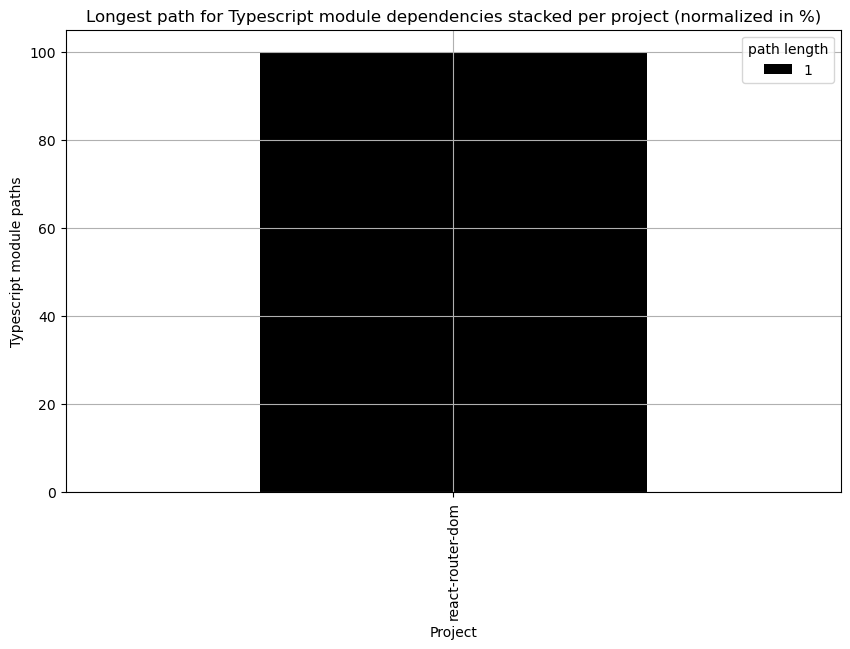 Longest path for Typescript module dependencies stacked per project (normalized in %)
path length
1
Typescript module paths
100
80
60
40
20
0
react-router-dom
Project